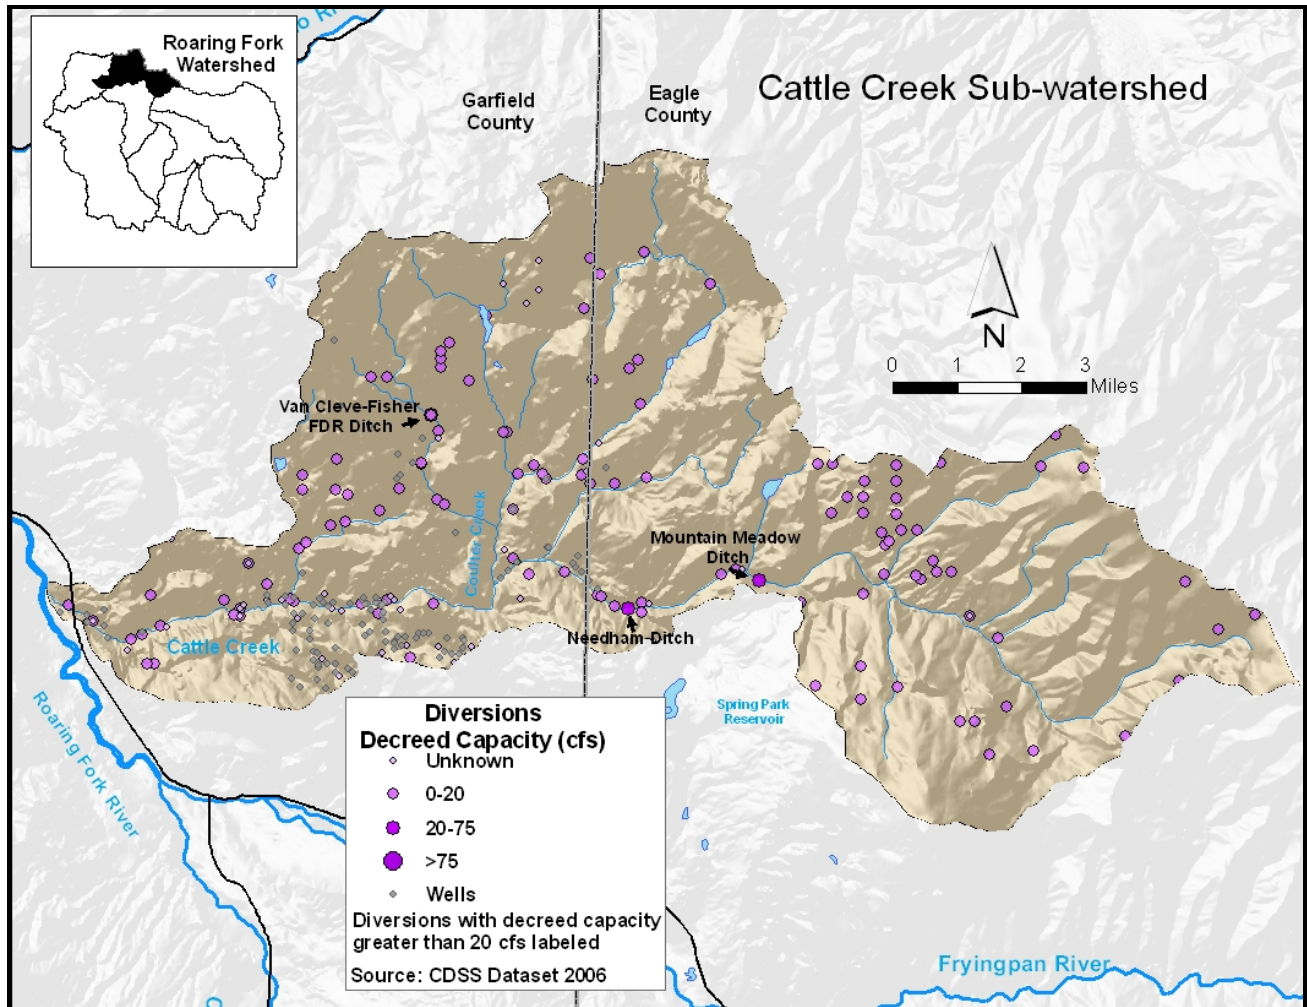 Roaring Fork
Watershed
Garfield
County
Eagle
County
Cattle Creek Sub-watershed
N
0 1 2 3
Miles
Van Cleve-Fisher
FDR Ditch
Coulter Creek
Mountain Meadow
Ditch
Needham-Ditch
Cattle Creek
Roaring Fork River
Spring Park
Reservoir
Diversions
Decreed Capacity (cfs)
Unknown
0-20
20-75
>75
Wells
Diversions with decreed capacity
greater than 20 cfs labeled
Source: CDSS Dataset 2006
Fryingpan River